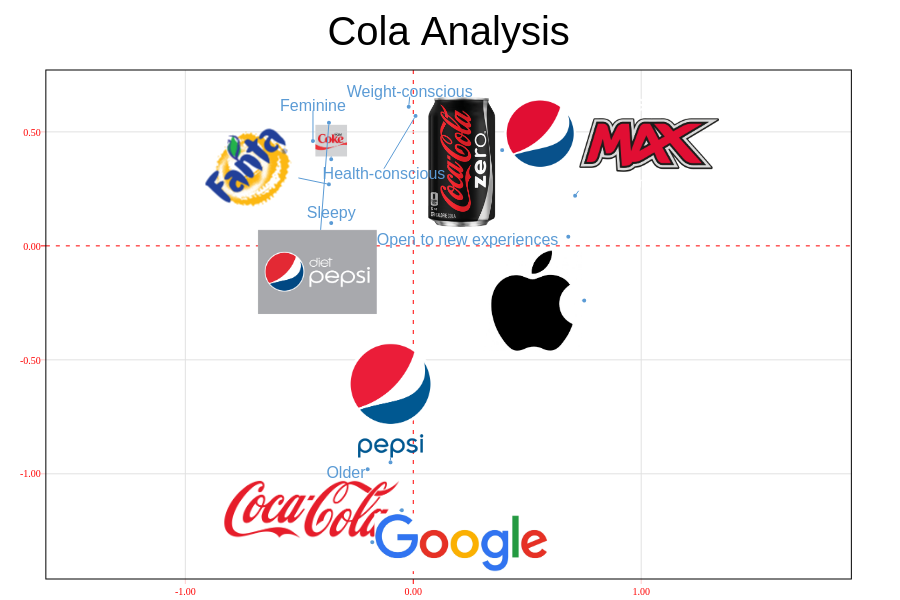 Cola Analysis
Weight-conscious
Feminine
0.50
Fanta
Coke
Coca-Cola
zero
MAX
Health-conscious
Sleepy
0.00
Open to new experiences
diet
pepsi
-0.50
pepsi
-1.00
Older
Coca-Cola
Google
-1.00
0.00
1.00